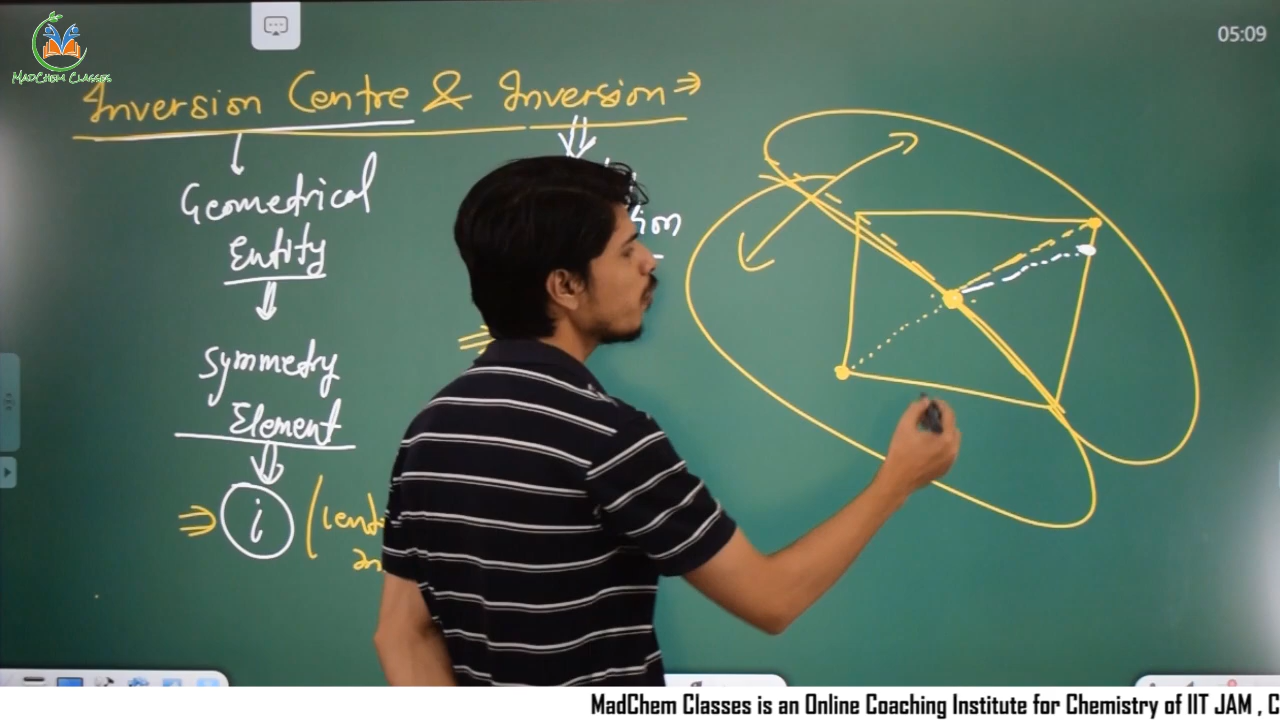 MADCHEM CLASSES
05:09
Inversion Centre & Inversion ⇒
Geometrical
Entity
Symmetry
Element
⇒ i
MadChem Classes is an Online Coaching Institute for Chemistry of IIT JAM , C